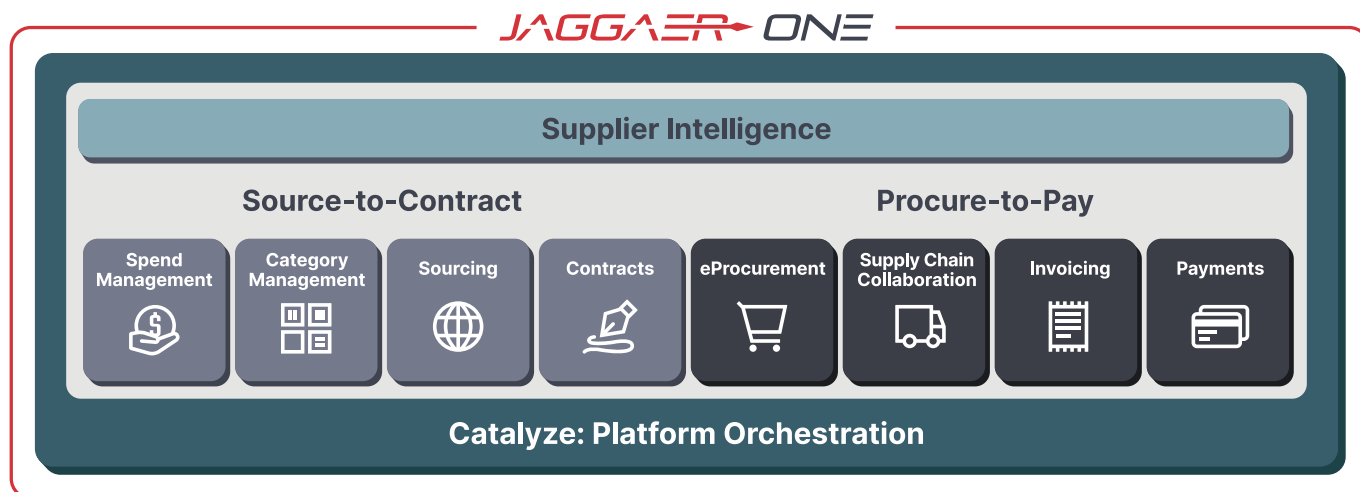 JAGGAER ONE
Supplier Intelligence
Source-to-Contract
Procure-to-Pay
Spend
Management
Category
Management
Sourcing
Contracts
eProcurement
Supply Chain
Collaboration
Invoicing
Payments
Catalyze: Platform Orchestration